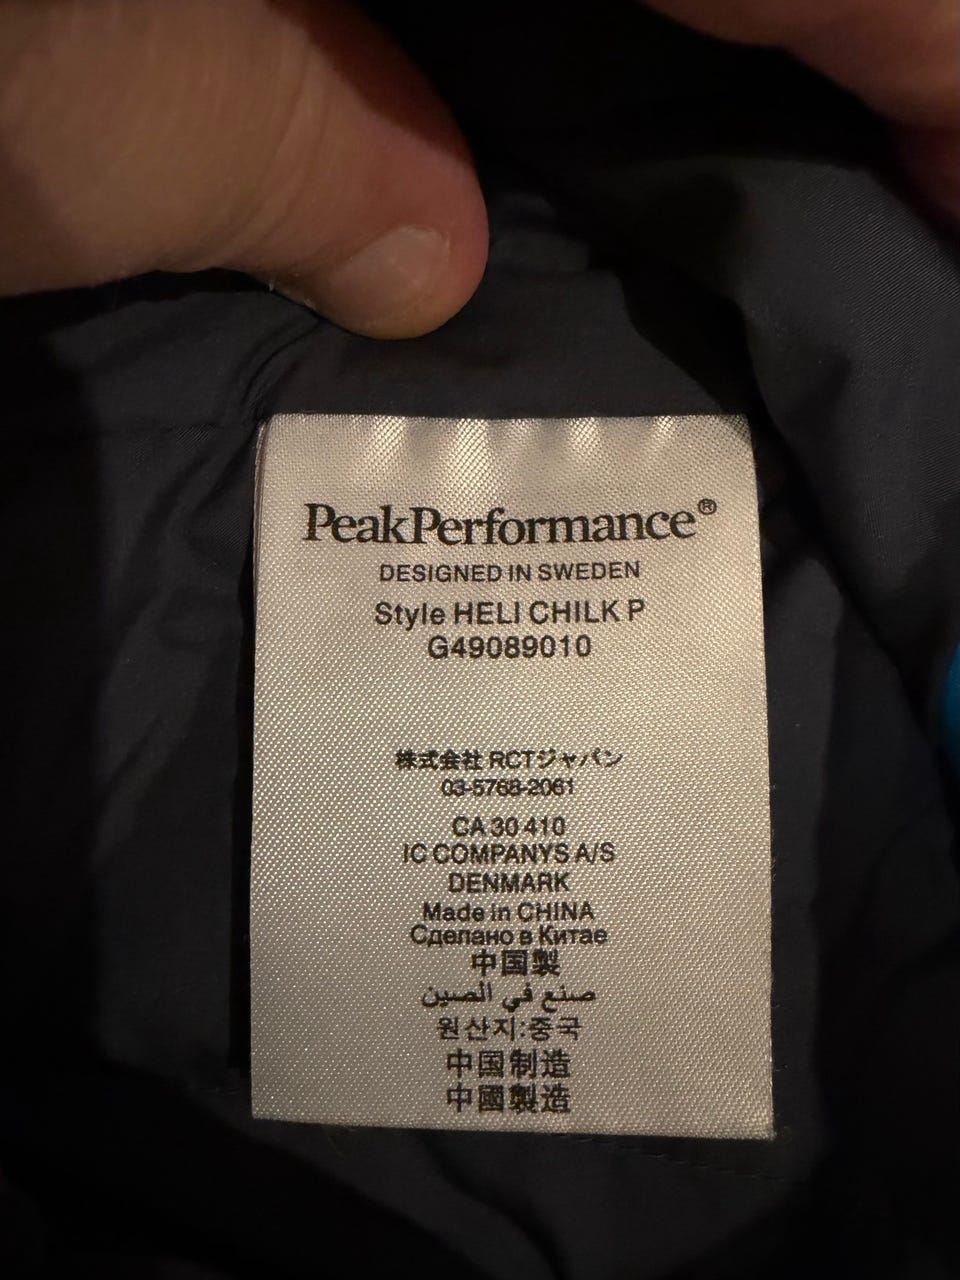 PeakPerformance®
DESIGNED IN SWEDEN
Style HELI CHILK P
G49089010
株式会社 RCTジャパン
03-5768-2061
CA 30 410
IC COMPANYS A/S
DENMARK
Made in CHINA
Сделано в Китае
中国製
صنع في الصين
원산지:중국
中国制造
中國製造